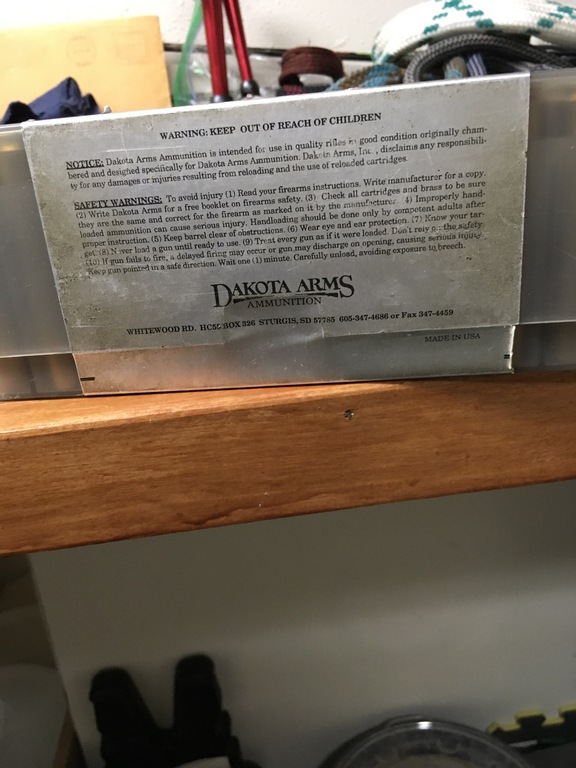 WARNING: KEEP OUT OF REACH OF CHILDREN
NOTICE: Dakota Arms Ammunition is intended for use in quality rifles in good condition originally cham-
bered and designed specifically for Dakota Arms Ammunition. Dakota Arms, Inc., disclaims any responsibili-
ty for any damages or injuries resulting from reloading and the use of reloaded cartridges.
SAFETY WARNINGS: To avoid injury (1) Read your firearms instructions. Write manufacturer for a copy.
(2) Write Dakota Arms for a free booklet on firearms safety. (3) Check all cartridges and brass to be sure
they are the same and correct for the firearm as marked on it by the manufacturer. (4) Improperly hand-
loaded ammunition can cause serious injury. Handloading should be done only by competent adults after
proper instruction. (5) Keep barrel clear of obstructions. (6) Wear eye and ear protection. (7) Know your tar-
get. (8) Never load a gun until ready to use. (9) Treat every gun as if it were loaded. Don't rely on the safety.
(10) If gun fails to fire, a delayed firing may occur or gun may discharge on opening, causing serious injury.
Keep gun pointed in a safe direction. Wait one (1) minute. Carefully unload, avoiding exposure to breech.
DAKOTA ARMS
AMMUNITION
WHITEWOOD RD. BOX 326 STURGIS, SD 57785 605-347-4686 or Fax 347-4459
MADE IN USA